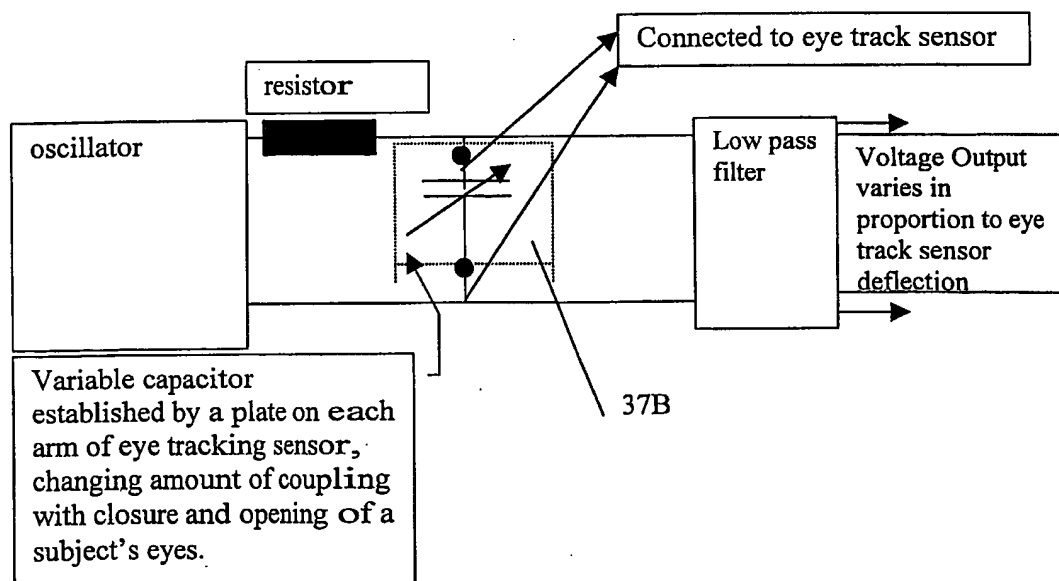 Connected to eye track sensor
resistor
oscillator
Low pass
filter
Voltage Output
varies in
proportion to eye
track sensor
deflection
37B
Variable capacitor
established by a plate on each
arm of eye tracking sensor,
changing amount of coupling
with closure and opening of a
subject's eyes.